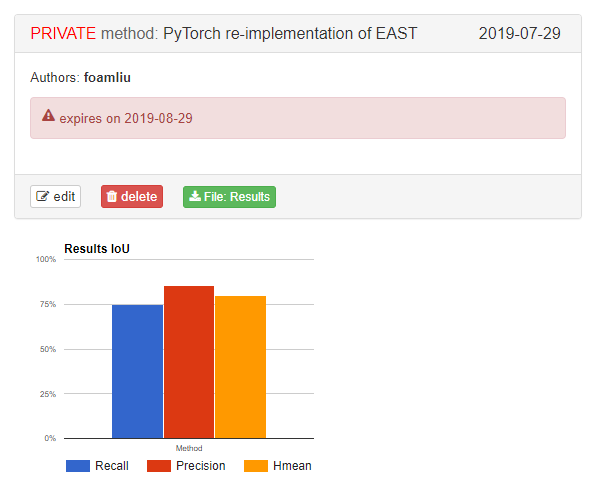 PRIVATE method: PyTorch re-implementation of EAST 2019-07-29
Authors: foamliu
expires on 2019-08-29
edit delete File: Results
Results IoU
100%
75%
50%
25%
0%
Method
Recall Precision Hmean